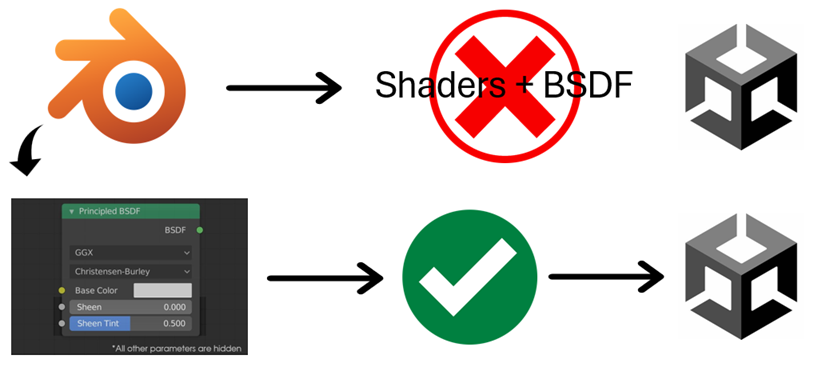 Shaders + BSDF
Principled BSDF
BSDF
GGX
Christensen-Burley
Base Color
Sheen 0.000
Sheen Tint 0.500
*All other parameters are hidden